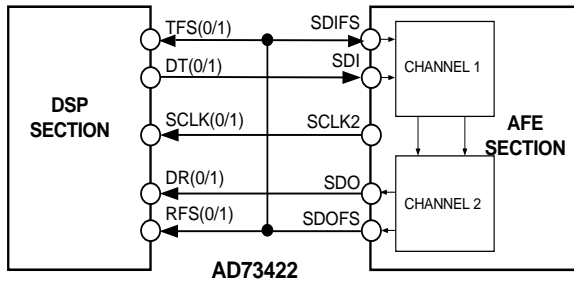 TFS(0/1) SDIFS
DT(0/1) SDI
CHANNEL 1
DSP
SECTION
SCLK(0/1) SCLK2
AFE
SECTION
DR(0/1) SDO
CHANNEL 2
RFS(0/1) SDOFS
AD73422